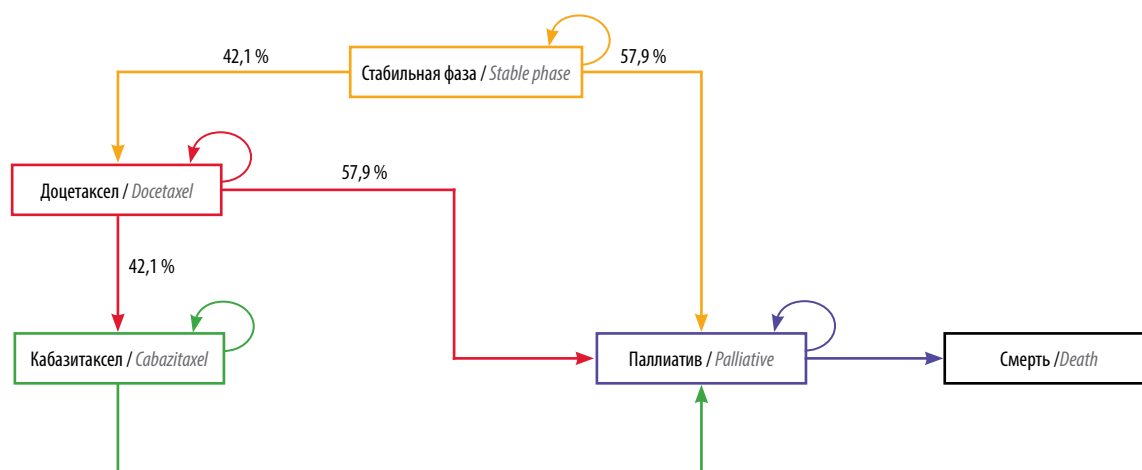 42,1 %
57,9 %
Стабильная фаза / Stable phase
57,9 %
Доцетаксел / Docetaxel
42,1 %
Кабазитаксел / Cabazitaxel
Паллиатив / Palliative
Смерть /Death